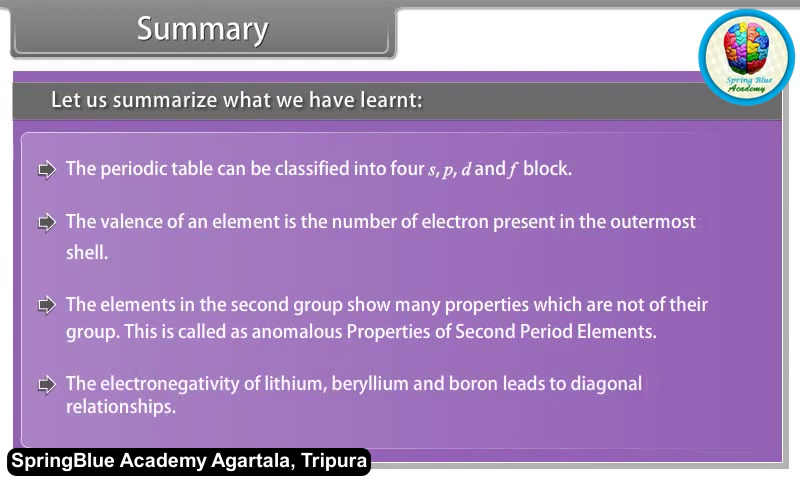 Summary
Spring Blue
Academy
Let us summarize what we have learnt:
The periodic table can be classified into four s, p, d and f block.
The valence of an element is the number of electron present in the outermost
shell.
The elements in the second group show many properties which are not of their
group. This is called as anomalous Properties of Second Period Elements.
The electronegativity of lithium, beryllium and boron leads to diagonal
relationships.
SpringBlue Academy Agartala, Tripura